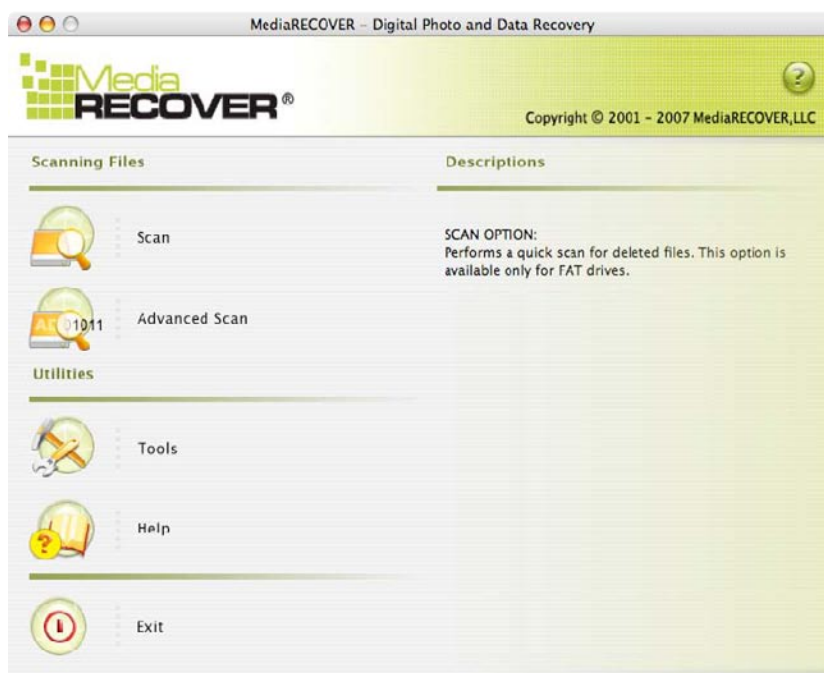 MediaRECOVER – Digital Photo and Data Recovery
Media
RECOVER®
?
Copyright © 2001 – 2007 MediaRECOVER,LLC
Scanning Files
Scan
1011
Advanced Scan
Utilities
Tools
?
Help
Exit
Descriptions
SCAN OPTION:
Performs a quick scan for deleted files. This option is
available only for FAT drives.